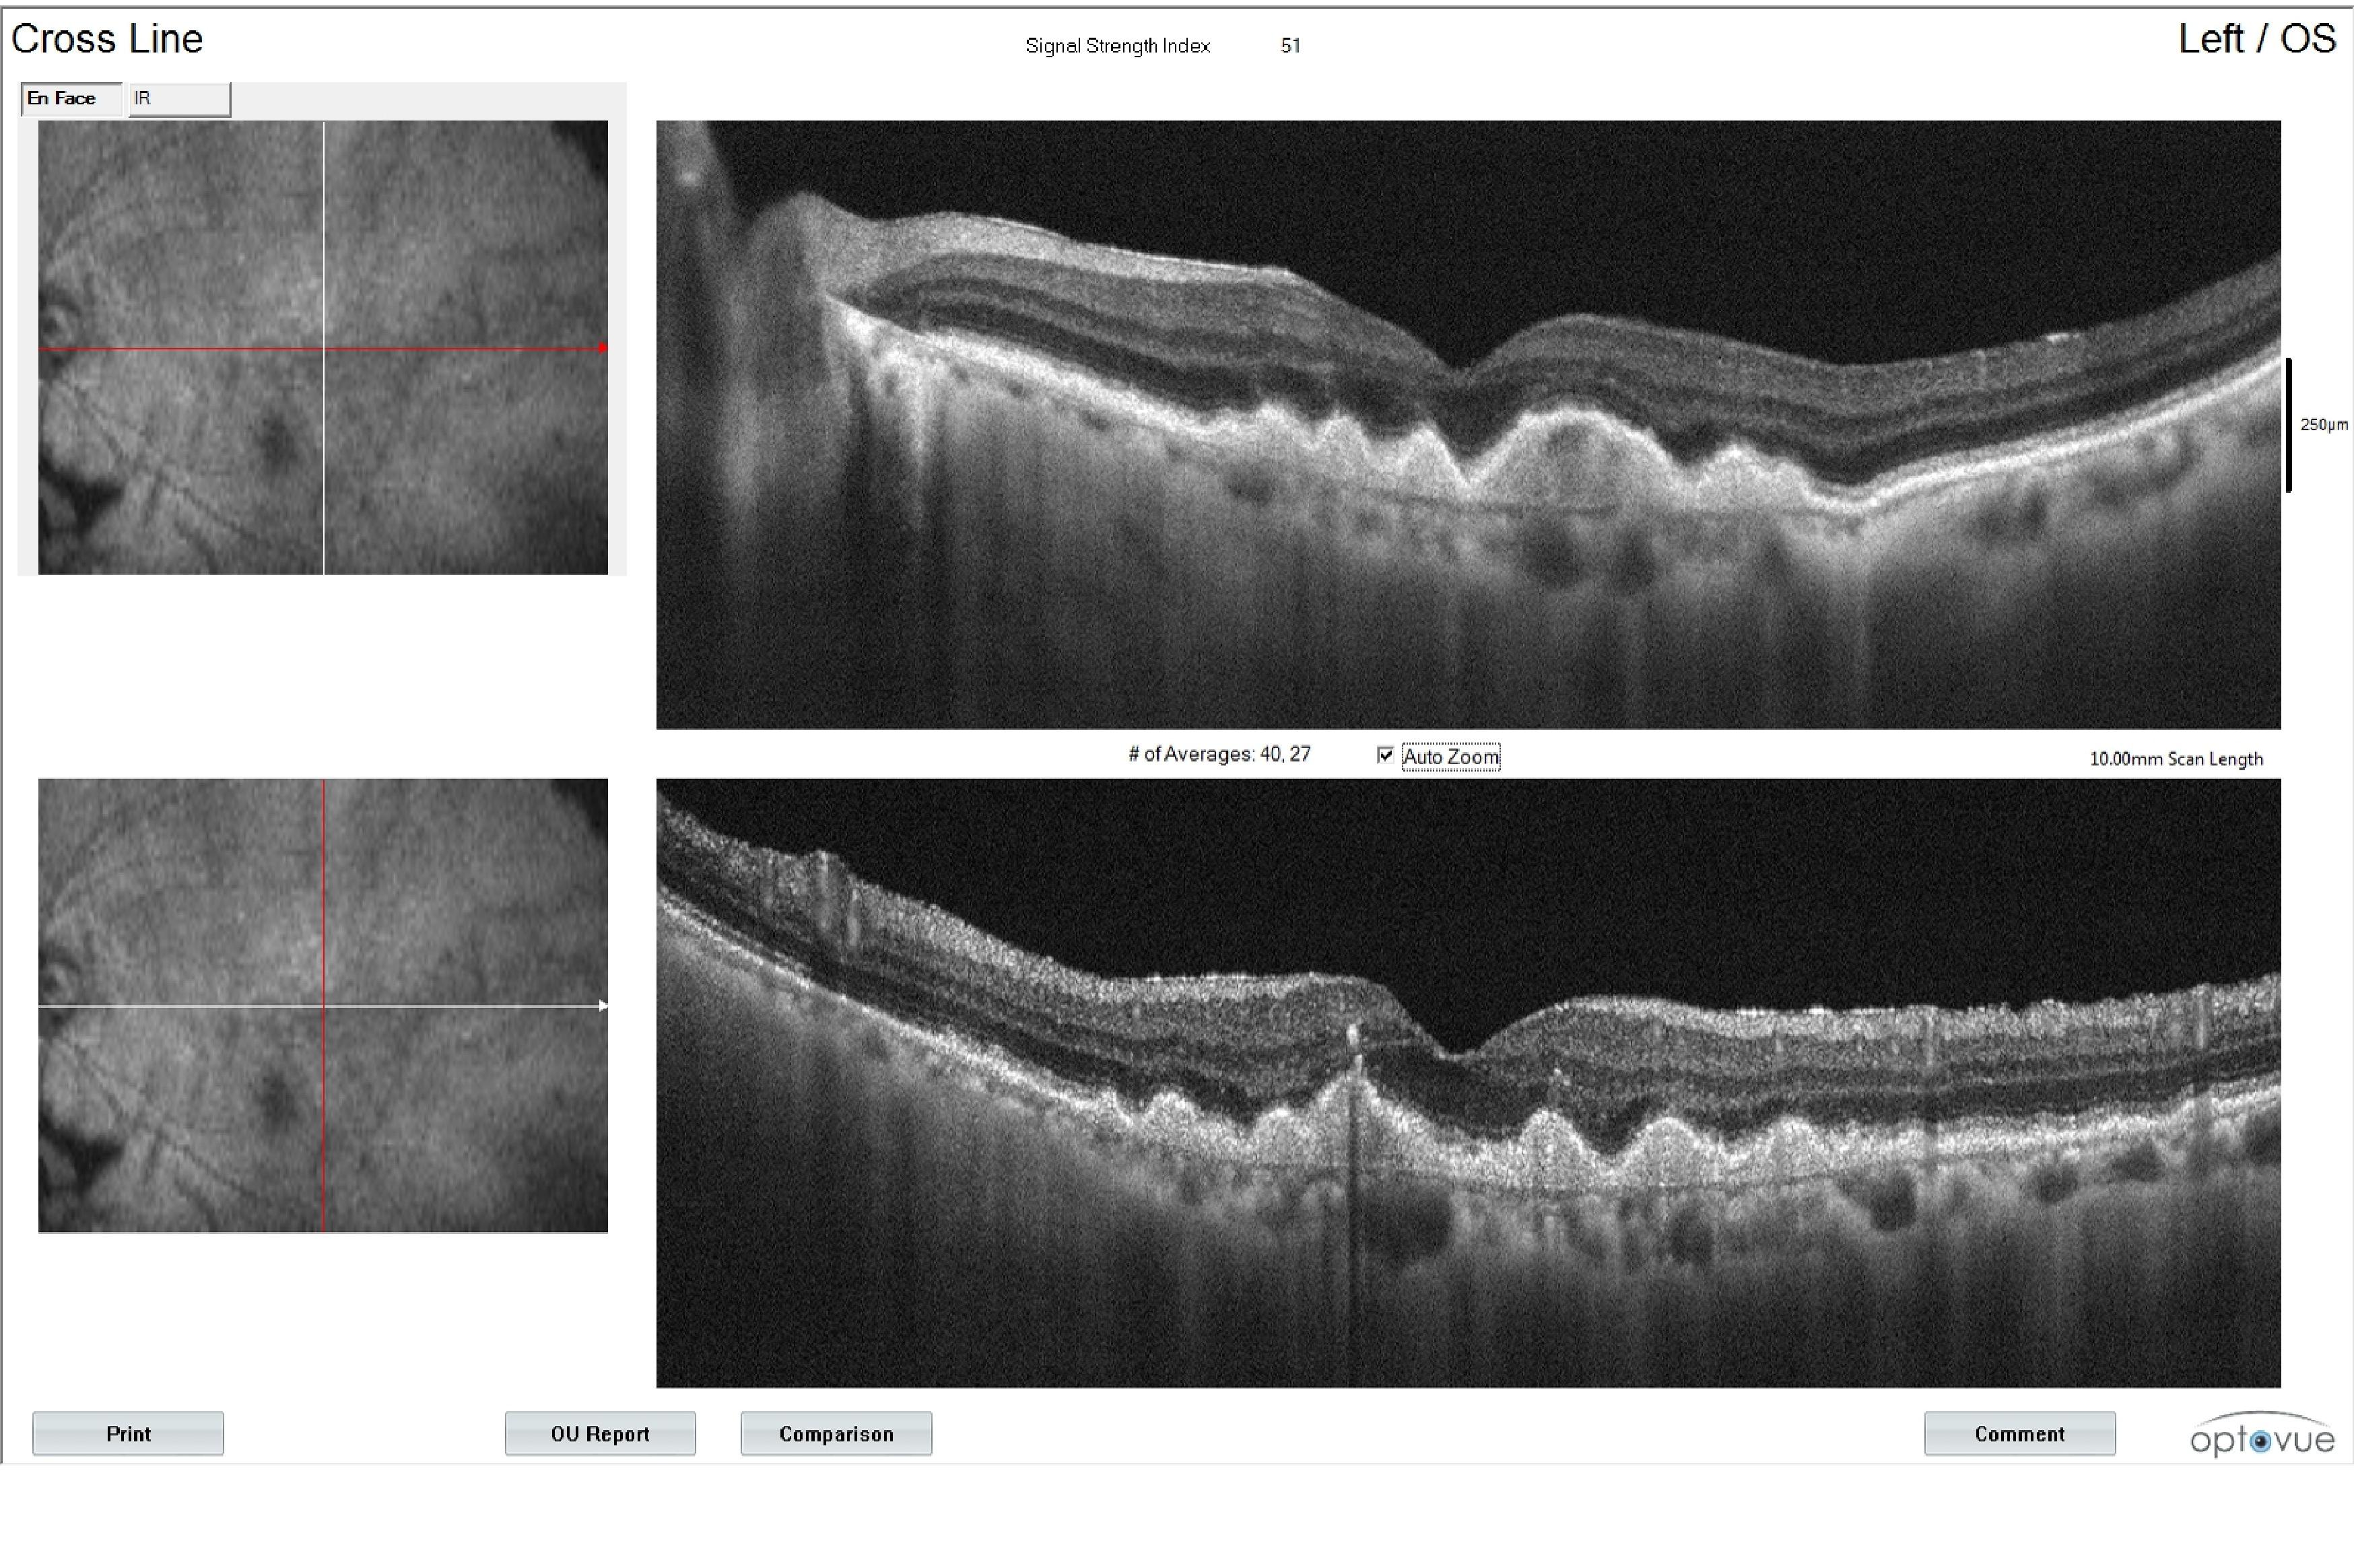 Cross Line
Signal Strength Index 51
Left / OS
En Face IR
250µm
# of Averages: 40, 27
Auto Zoom
10.00mm Scan Length
Print
OU Report
Comparison
Comment
optovue